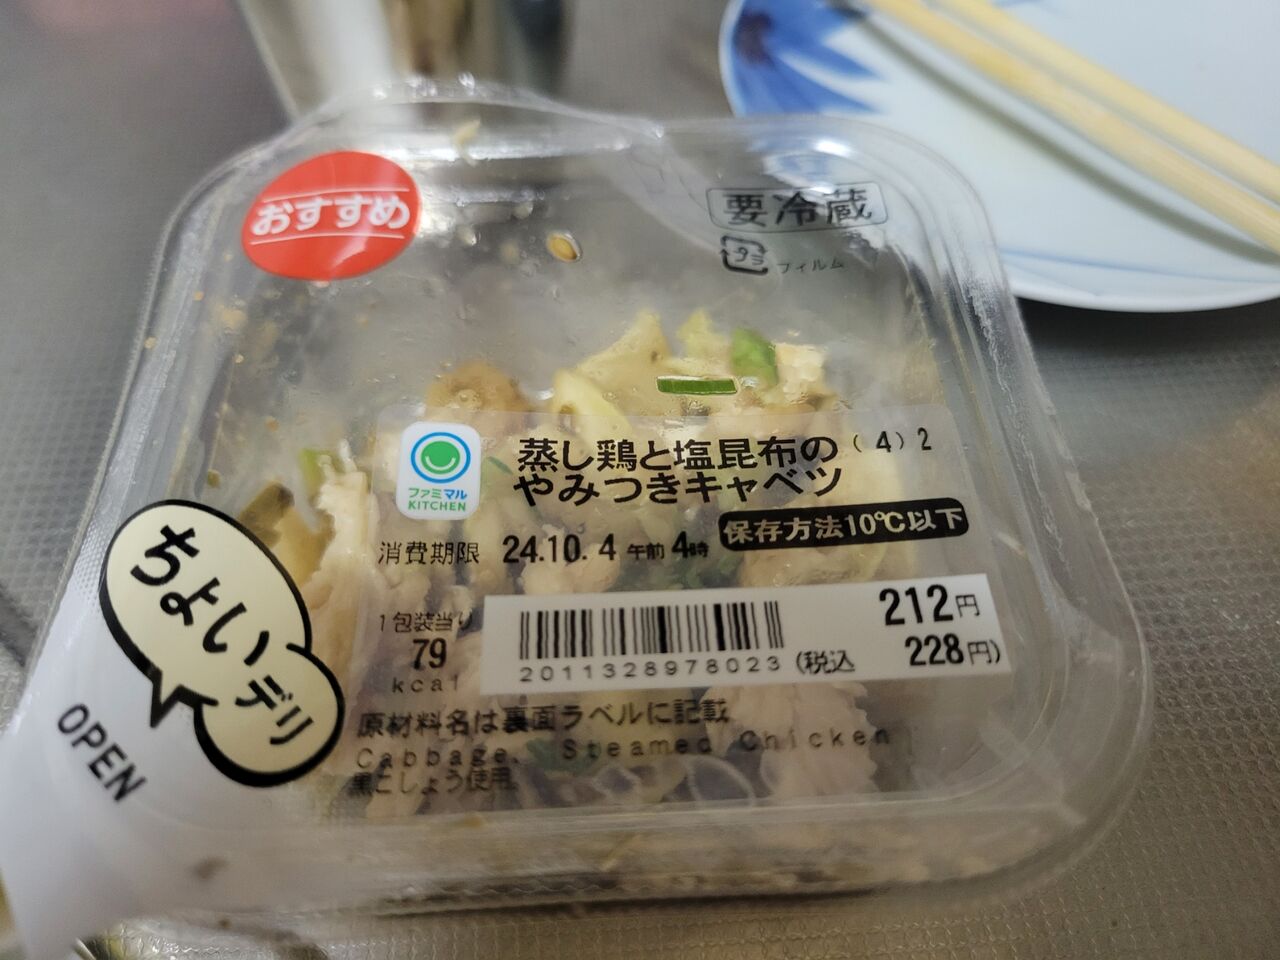 おすすめ
要冷蔵
プラ
フィルム
ファミマル
KITCHEN
蒸し鶏と塩昆布の (4)2
やみつきキャベツ
保存方法10℃以下
消費期限 24.10.4 午前4時
1包装当り
79
kcal
2011328978023
212円
(税込 228円)
原材料名は裏面ラベルに記載
Cabbage, Steamed Chicken
黒こしょう使用
ちょいデリ
OPEN